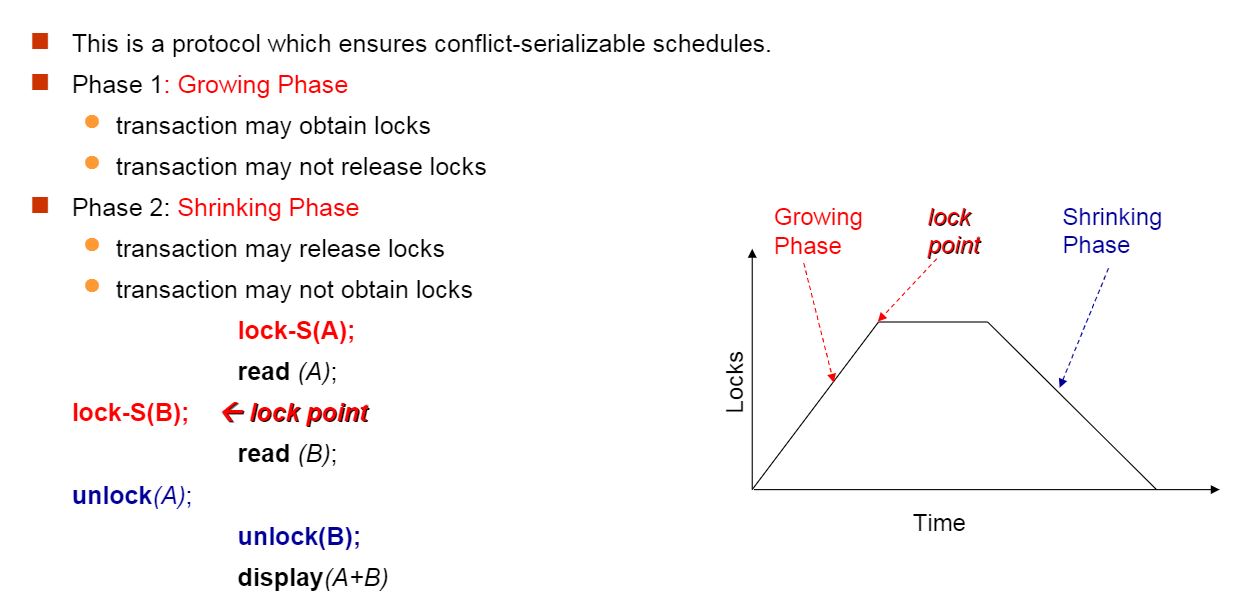 This is a protocol which ensures conflict-serializable schedules.
Phase 1: Growing Phase
transaction may obtain locks
transaction may not release locks
Phase 2: Shrinking Phase
transaction may release locks
transaction may not obtain locks
lock-S(A);
read (A);
lock-S(B); ← lock point
read (B);
unlock(A);
unlock(B);
display(A+B)
Growing
Phase
lock
point
Shrinking
Phase
Locks
Time